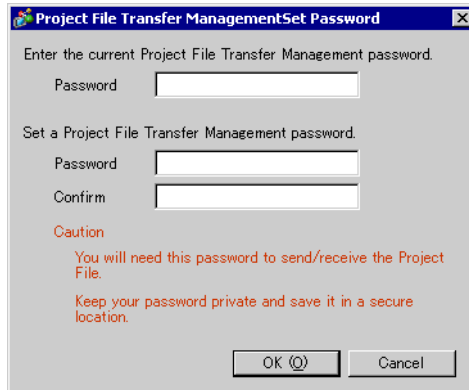 Project File Transfer ManagementSet Password
Enter the current Project File Transfer Management password.
Password
Set a Project File Transfer Management password.
Password
Confirm
Caution
You will need this password to send/receive the Project
File.
Keep your password private and save it in a secure
location.
OK (O)
Cancel